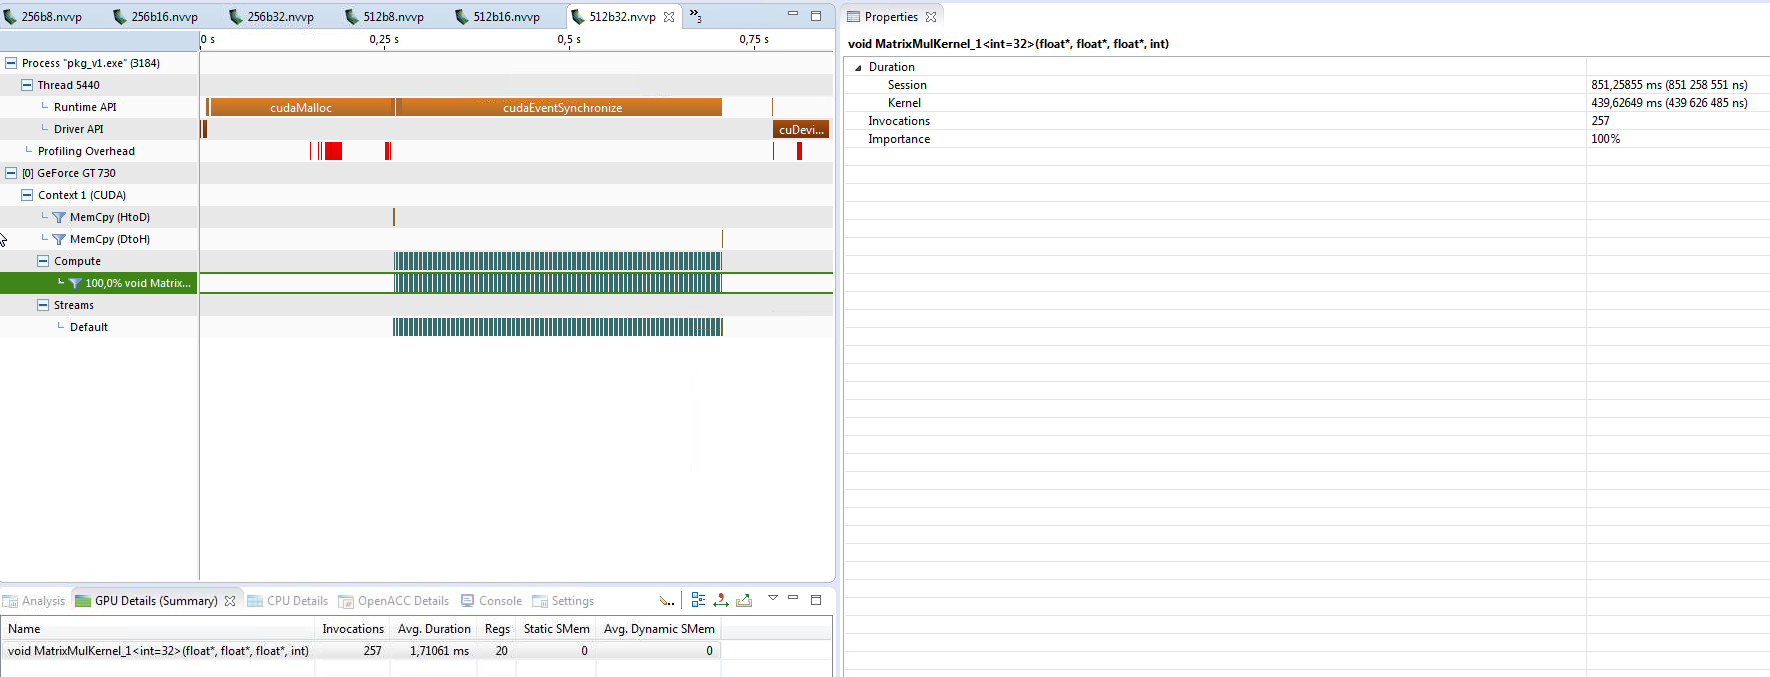 256b8.nvvp 256b16.nvvp 256b32.nvvp 512b8.nvvp 512b16.nvvp 512b32.nvvp »3
0 s 0,25 s 0,5 s 0,75 s
Process "pkg_v1.exe" (3184)
Thread 5440
Runtime API cudaMalloc cudaEventSynchronize
Driver API cuDevi...
Profiling Overhead
[0] GeForce GT 730
Context 1 (CUDA)
MemCpy (HtoD)
MemCpy (DtoH)
Compute
100,0% void Matrix...
Streams
Default
Properties
void MatrixMulKernel_1<int=32>(float*, float*, float*, int)
Duration
Session 851,25855 ms (851 258 551 ns)
Kernel 439,62649 ms (439 626 485 ns)
Invocations 257
Importance 100%
Analysis GPU Details (Summary) CPU Details OpenACC Details Console Settings
Name Invocations Avg. Duration Regs Static SMem Avg. Dynamic SMem
void MatrixMulKernel_1<int=32>(float*, float*, float*, int) 257 1,71061 ms 20 0 0